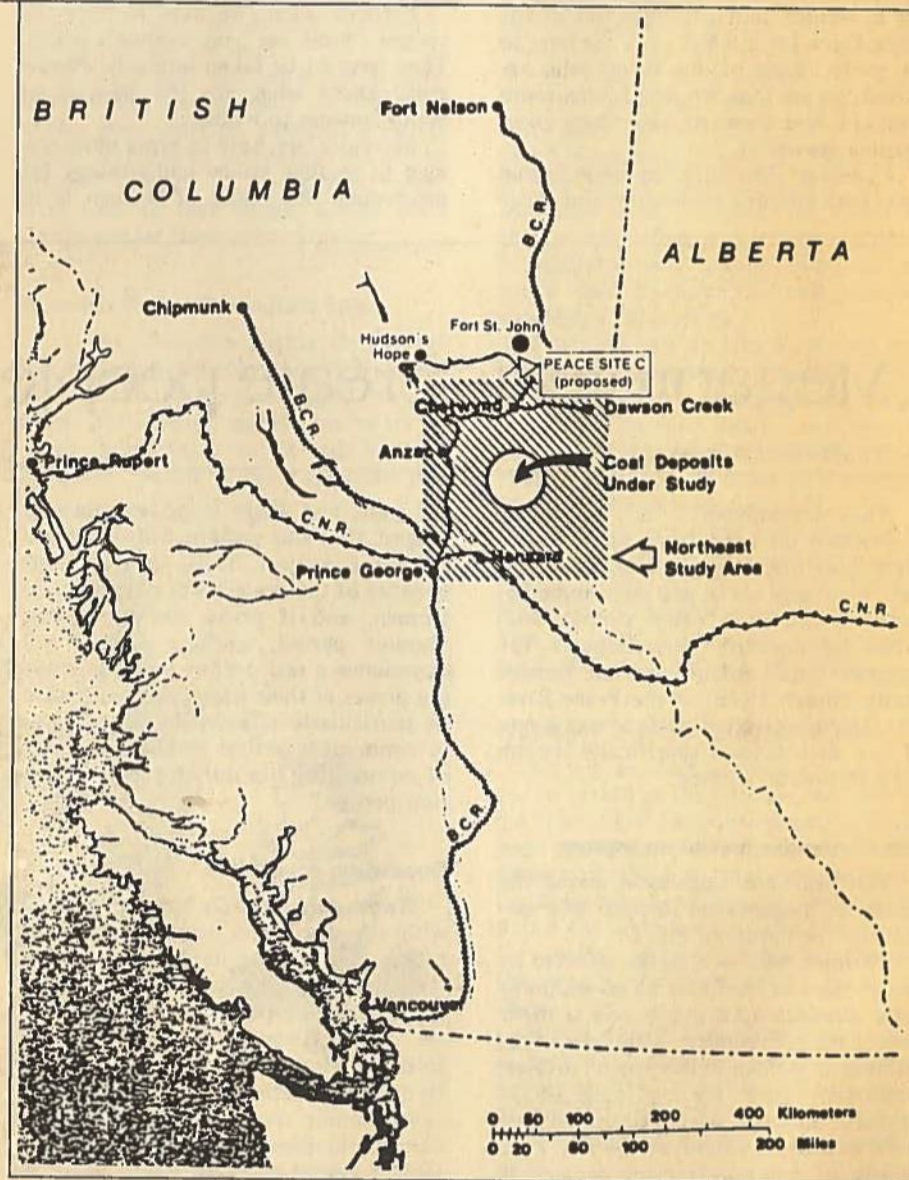 BRITISH
COLUMBIA
Fort Nelson
B.C.R.
ALBERTA
Chipmunk
Fort St. John
Hudson's
Hope
PEACE SITE C
(proposed)
B.C.R.
Chetwynd
Dawson Creek
Anzac
Prince Rupert
Coal Deposits
Under Study
C.N.R.
Hansard
Northeast
Study Area
Prince George
C.N.R.
B.C.R.
Vancouver
0 50 100 200 400 Kilometers
0 20 60 100 200 Miles